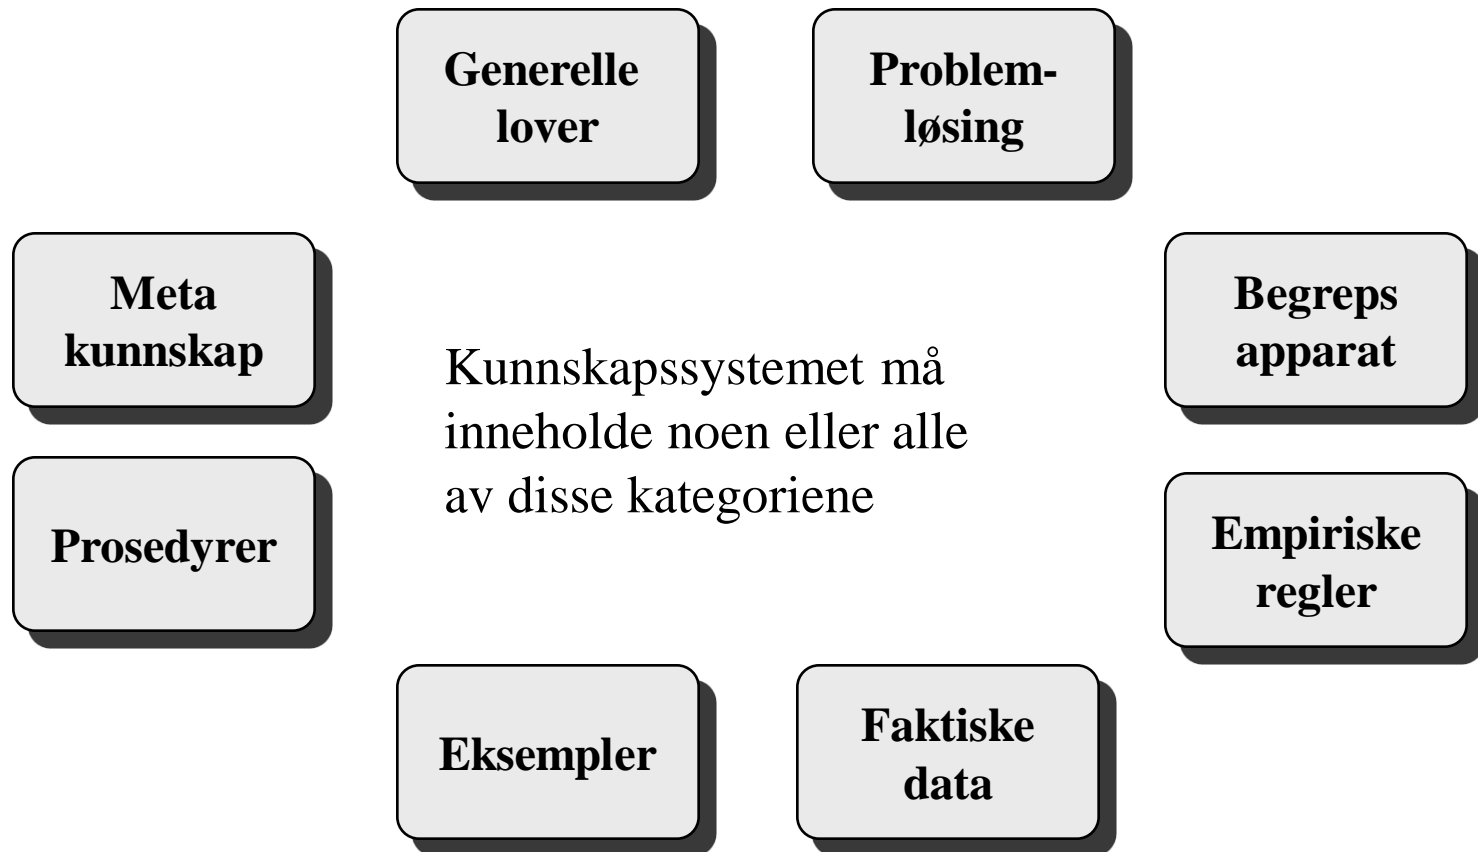 Generelle
lover
Problem-
løsing
Meta
kunnskap
Begreps
apparat
Kunnskapssystemet må
inneholde noen eller alle
av disse kategoriene
Prosedyrer
Empiriske
regler
Eksempler
Faktiske
data